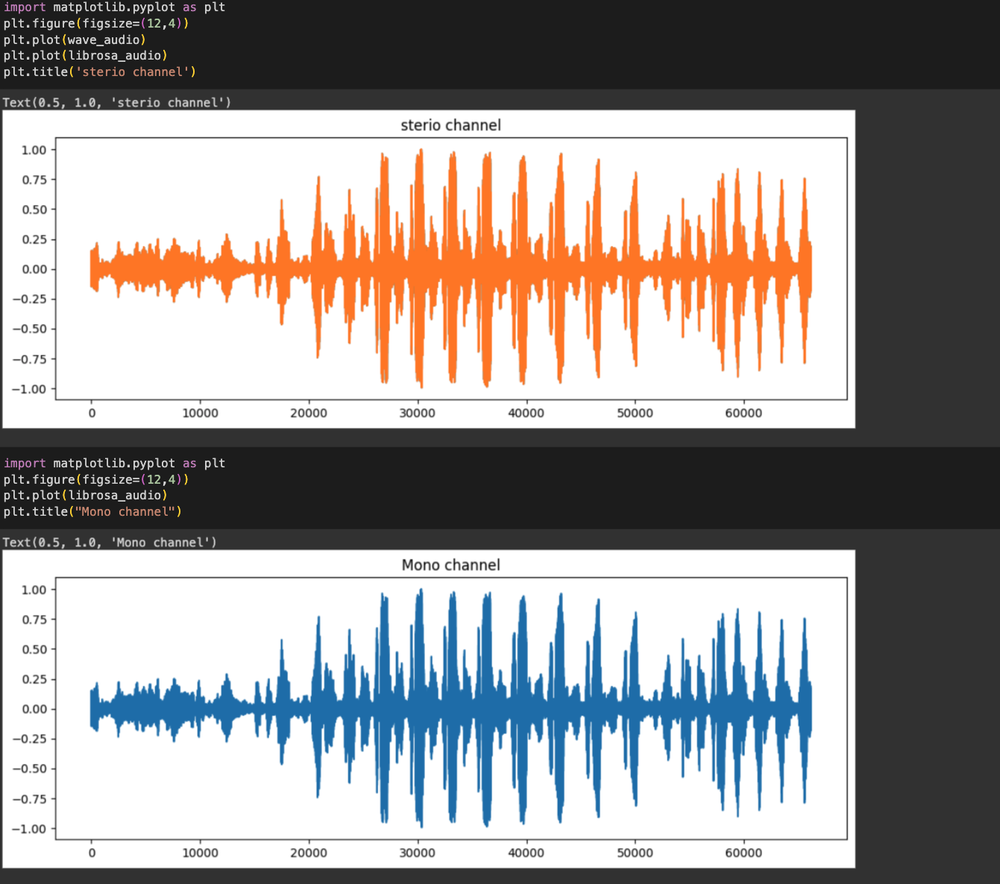 import matplotlib.pyplot as plt
plt.figure(figsize=(12,4))
plt.plot(wave_audio)
plt.plot(librosa_audio)
plt.title('sterio channel')
Text(0.5, 1.0, 'sterio channel')
sterio channel
1.00
0.75
0.50
0.25
0.00
−0.25
−0.50
−0.75
−1.00
0 10000 20000 30000 40000 50000 60000
import matplotlib.pyplot as plt
plt.figure(figsize=(12,4))
plt.plot(librosa_audio)
plt.title("Mono channel")
Text(0.5, 1.0, 'Mono channel')
Mono channel
1.00
0.75
0.50
0.25
0.00
−0.25
−0.50
−0.75
−1.00
0 10000 20000 30000 40000 50000 60000